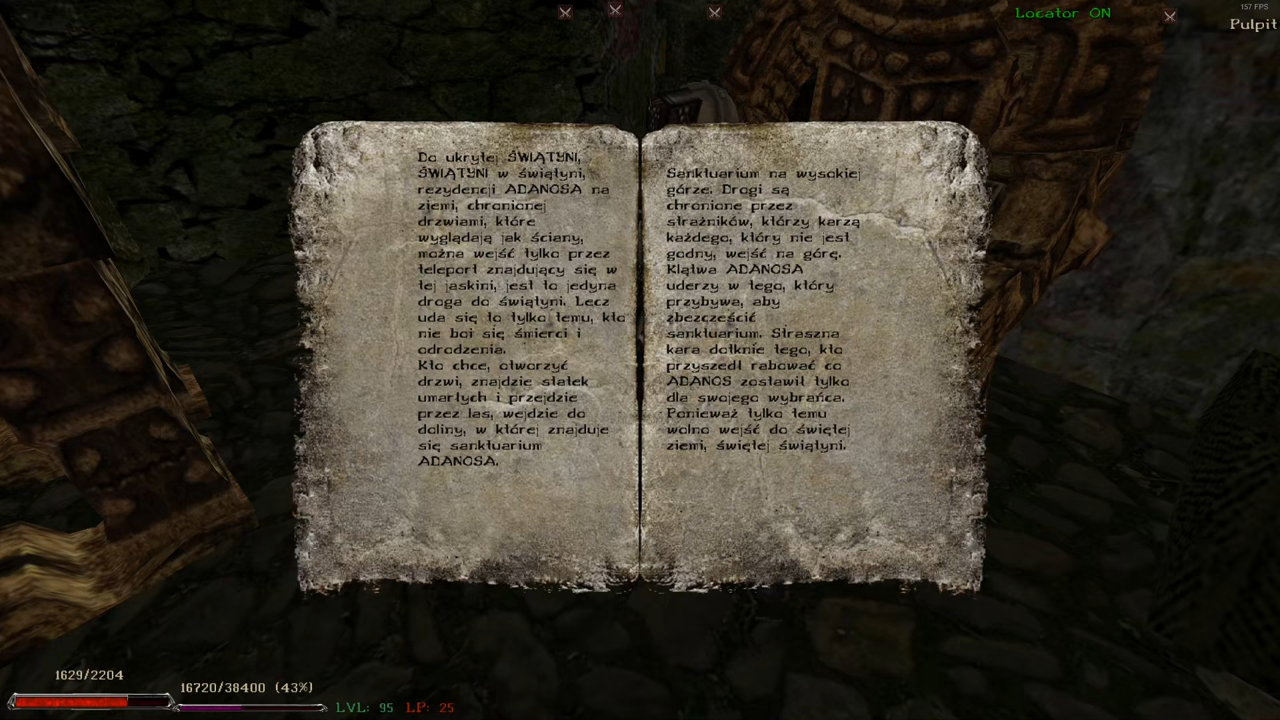 Locator ON
157 FPS
Pulpit
Do ukrytej ŚWIĄTYNI,
ŚWIĄTYNI w świątyni,
rezydencji ADANOSA na
ziemi, chronionej
drzwiami, które
wyglądają jak ściany,
można wejść tylko przez
teleport znajdujący się w
tej jaskini, jest to jedyna
droga do świątyni. Lecz
uda się to tylko temu, kto
nie boi się śmierci i
odrodzenia.
Kto chce, otworzyć
drzwi, znajdzie statek
umarłych i przejdzie
przez las, wejdzie do
doliny, w której znajduje
się sanktuarium
ADANOSA.
Sanktuarium na wysokiej
górze. Drogi są
chronione przez
strażników, którzy karzą
każdego, który nie jest
godny, wejść na górę.
Klątwa ADANOSA
uderzy w tego, który
przybywa, aby
zbezcześcić
sanktuarium. Straszna
kara dotknie tego, kto
przyszedł rabować co
ADANOS zostawił tylko
dla swojego wybrańca.
Ponieważ tylko temu
wolno wejść do świętej
ziemi, świętej świątyni.
1629/2204
16720/38400 (43%)
LVL: 95 LP: 25